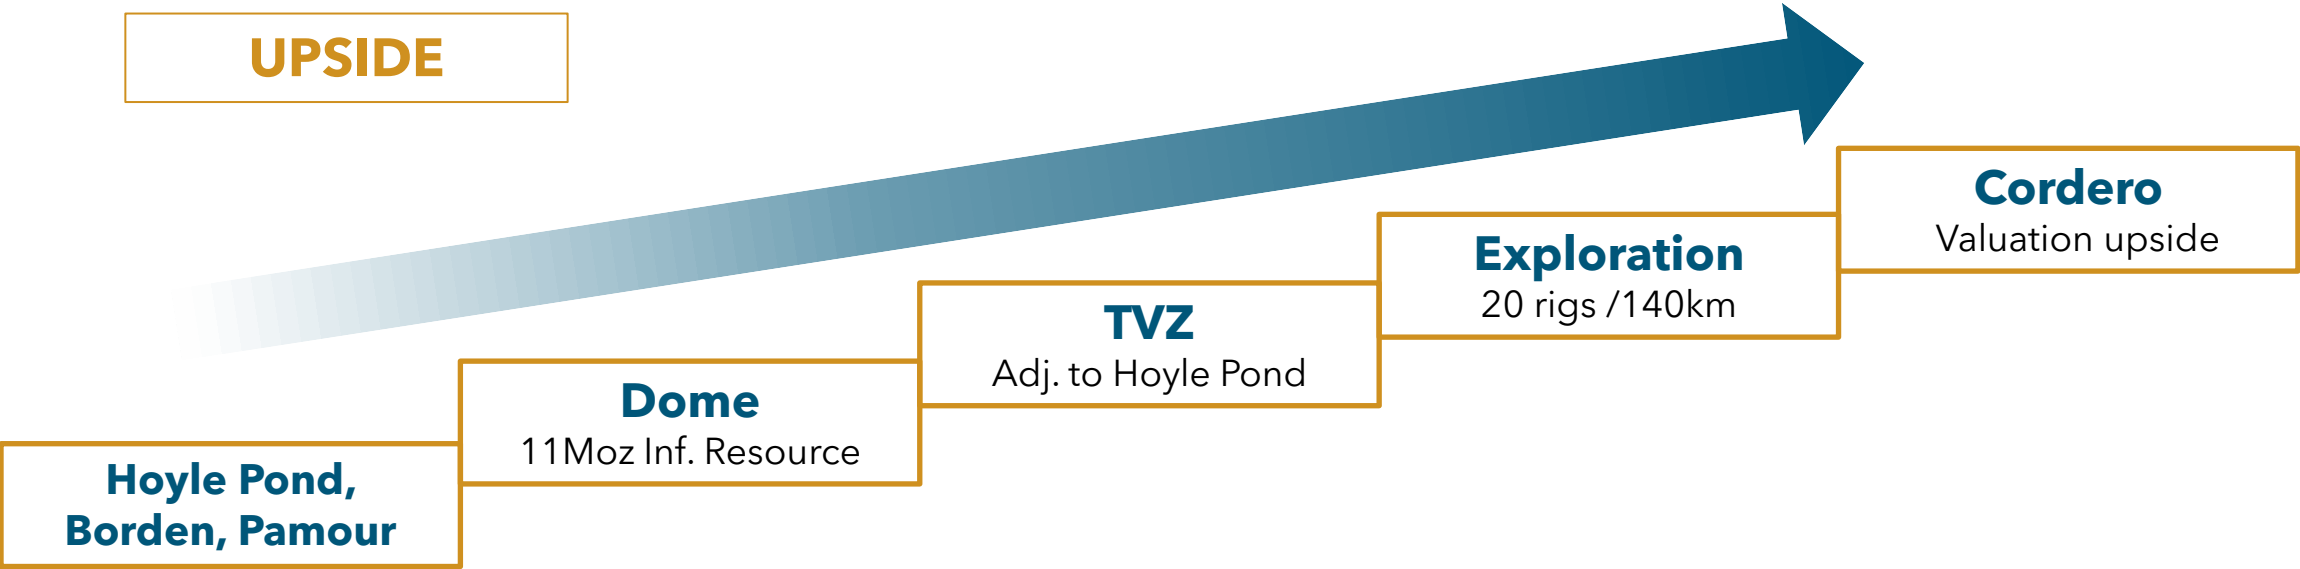 UPSIDE
Hoyle Pond,
Borden, Pamour
Dome
11Moz Inf. Resource
TVZ
Adj. to Hoyle Pond
Exploration
20 rigs /140km
Cordero
Valuation upside